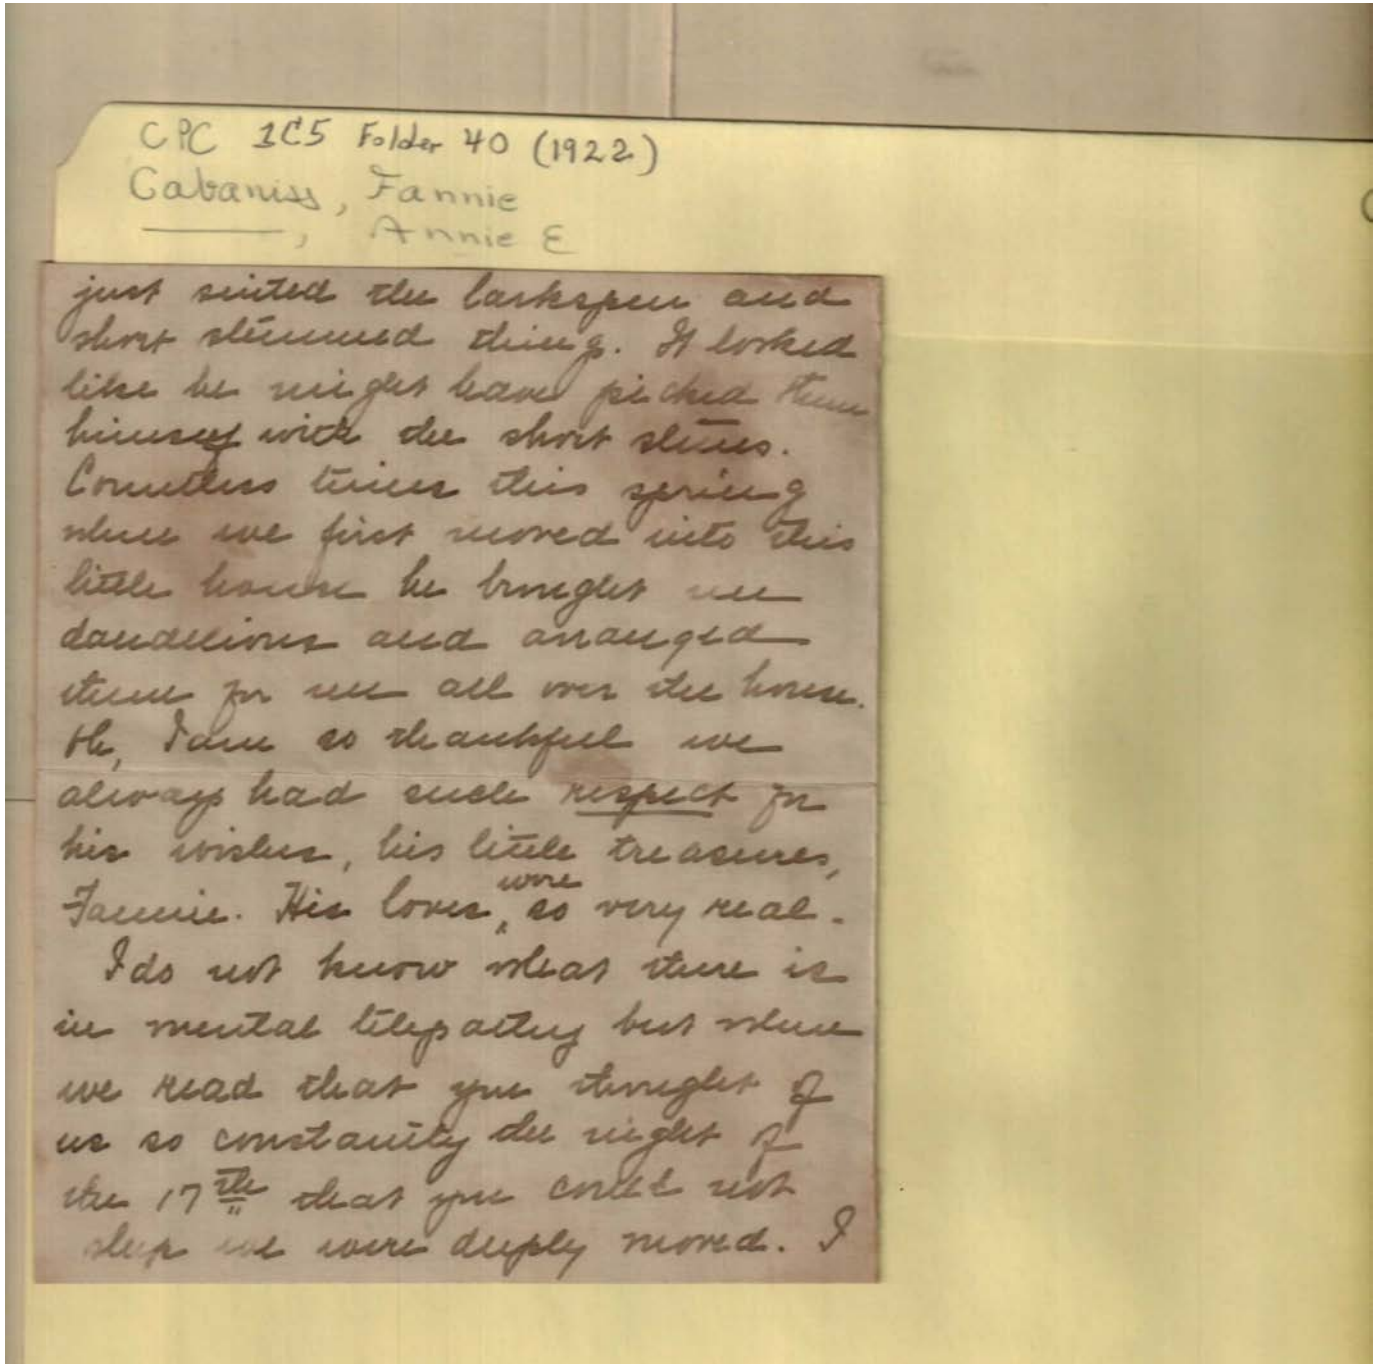 CPC 1C5 Folder 40 (1922)
Cabaniss, Fannie
———, Annie E
just suited the larkspur and
short stemmed things. It looked
like he might have picked them
himself with the short stems.
Countless times this spring
when we first moved into this
little house he brought me
dandelions and arranged
them for me all over the house.
Oh, I am so thankful we
always had such respect for
his wishes, his little treasures,
Fannie. His loves were so very real.
I do not know what there is
in mental telepathy but when
we read that you thought of
us so constantly the night of
the 17th that you could not
sleep we were deeply moved. I